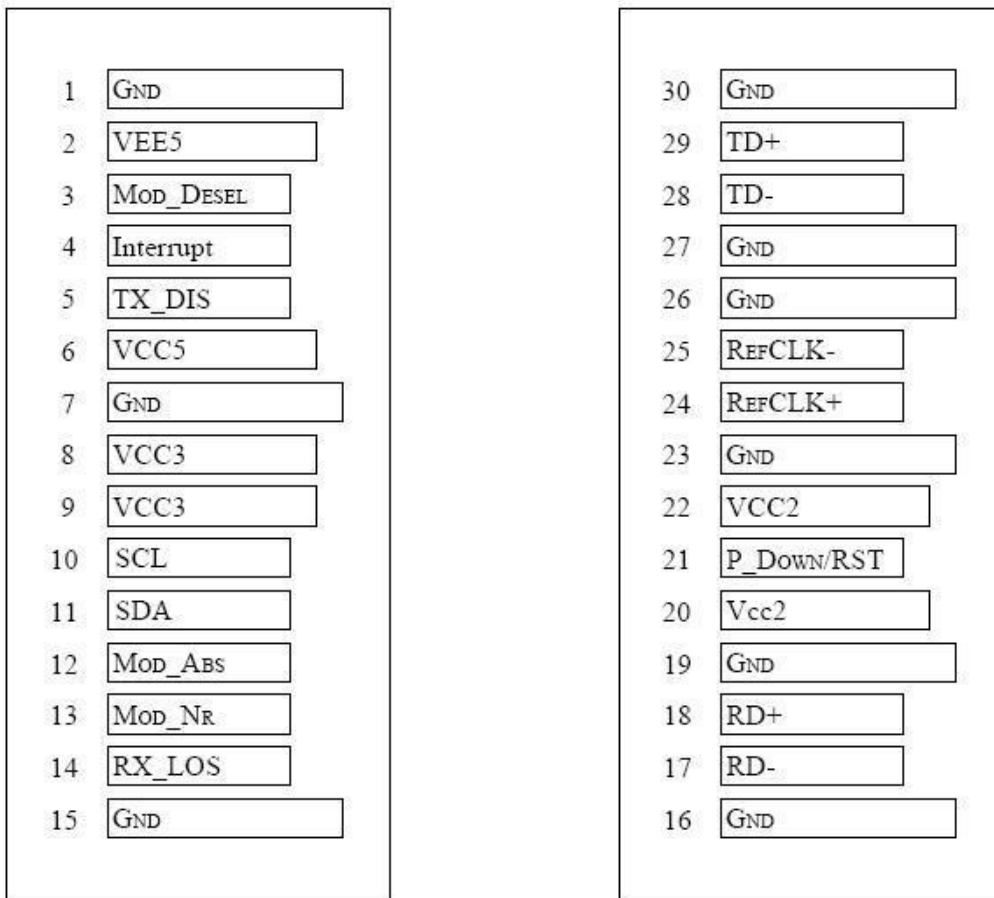 1 GND
2 VEE5
3 MOD_DESEL
4 Interrupt
5 TX_DIS
6 VCC5
7 GND
8 VCC3
9 VCC3
10 SCL
11 SDA
12 MOD_ABS
13 MOD_NR
14 RX_LOS
15 GND
30 GND
29 TD+
28 TD-
27 GND
26 GND
25 REFCLK-
24 REFCLK+
23 GND
22 VCC2
21 P_DOWN/RST
20 Vcc2
19 GND
18 RD+
17 RD-
16 GND